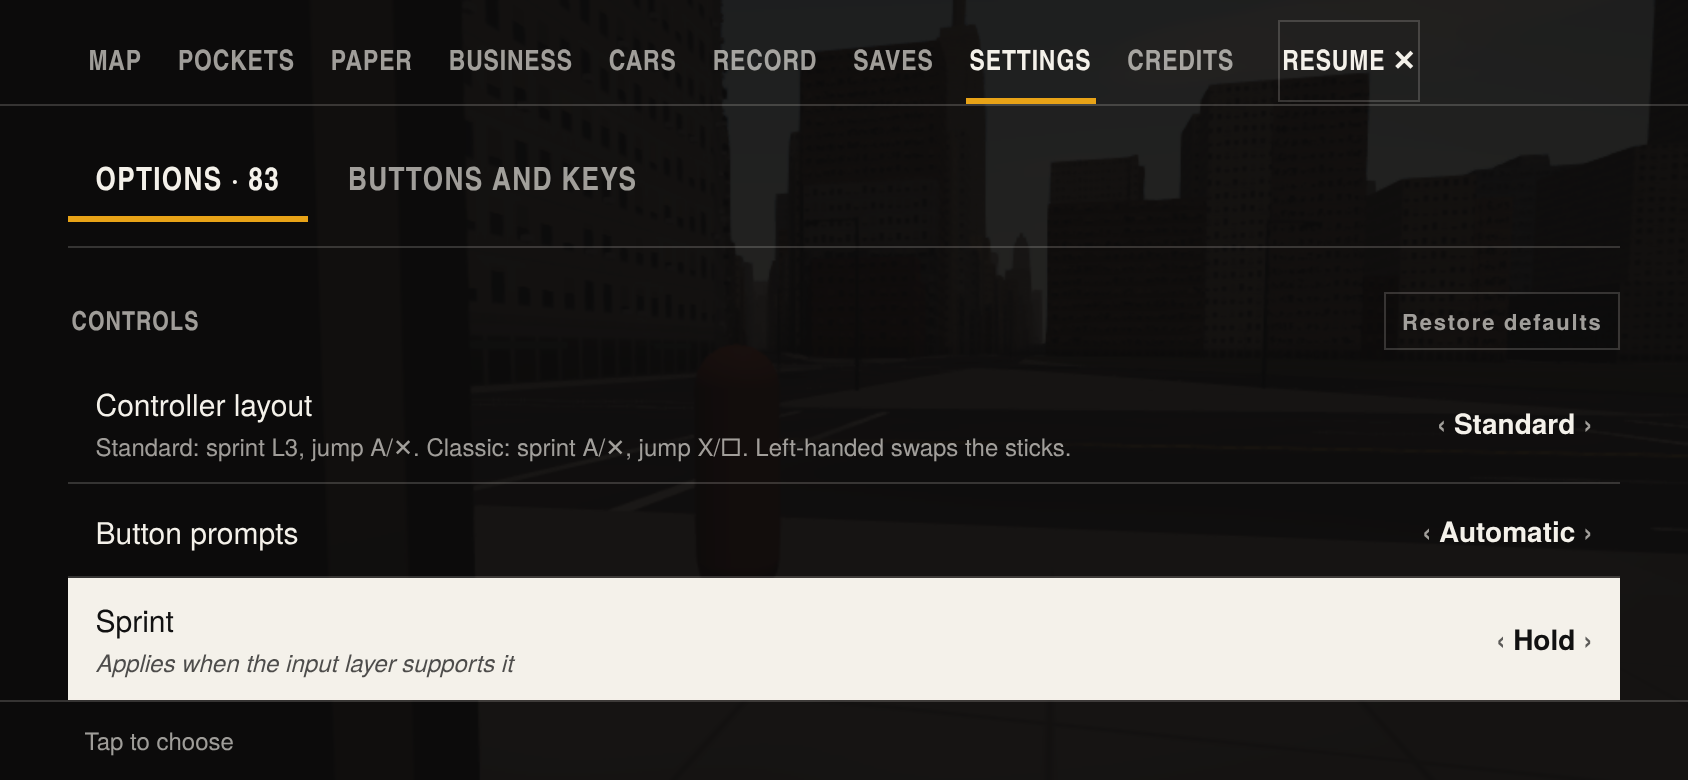 MAP POCKETS PAPER BUSINESS CARS RECORD SAVES SETTINGS CREDITS RESUME ✕
OPTIONS · 83 BUTTONS AND KEYS
CONTROLS Restore defaults
Controller layout
Standard: sprint L3, jump A/✕. Classic: sprint A/✕, jump X/□. Left-handed swaps the sticks.
‹ Standard ›
Button prompts ‹ Automatic ›
Sprint
Applies when the input layer supports it
‹ Hold ›
Tap to choose